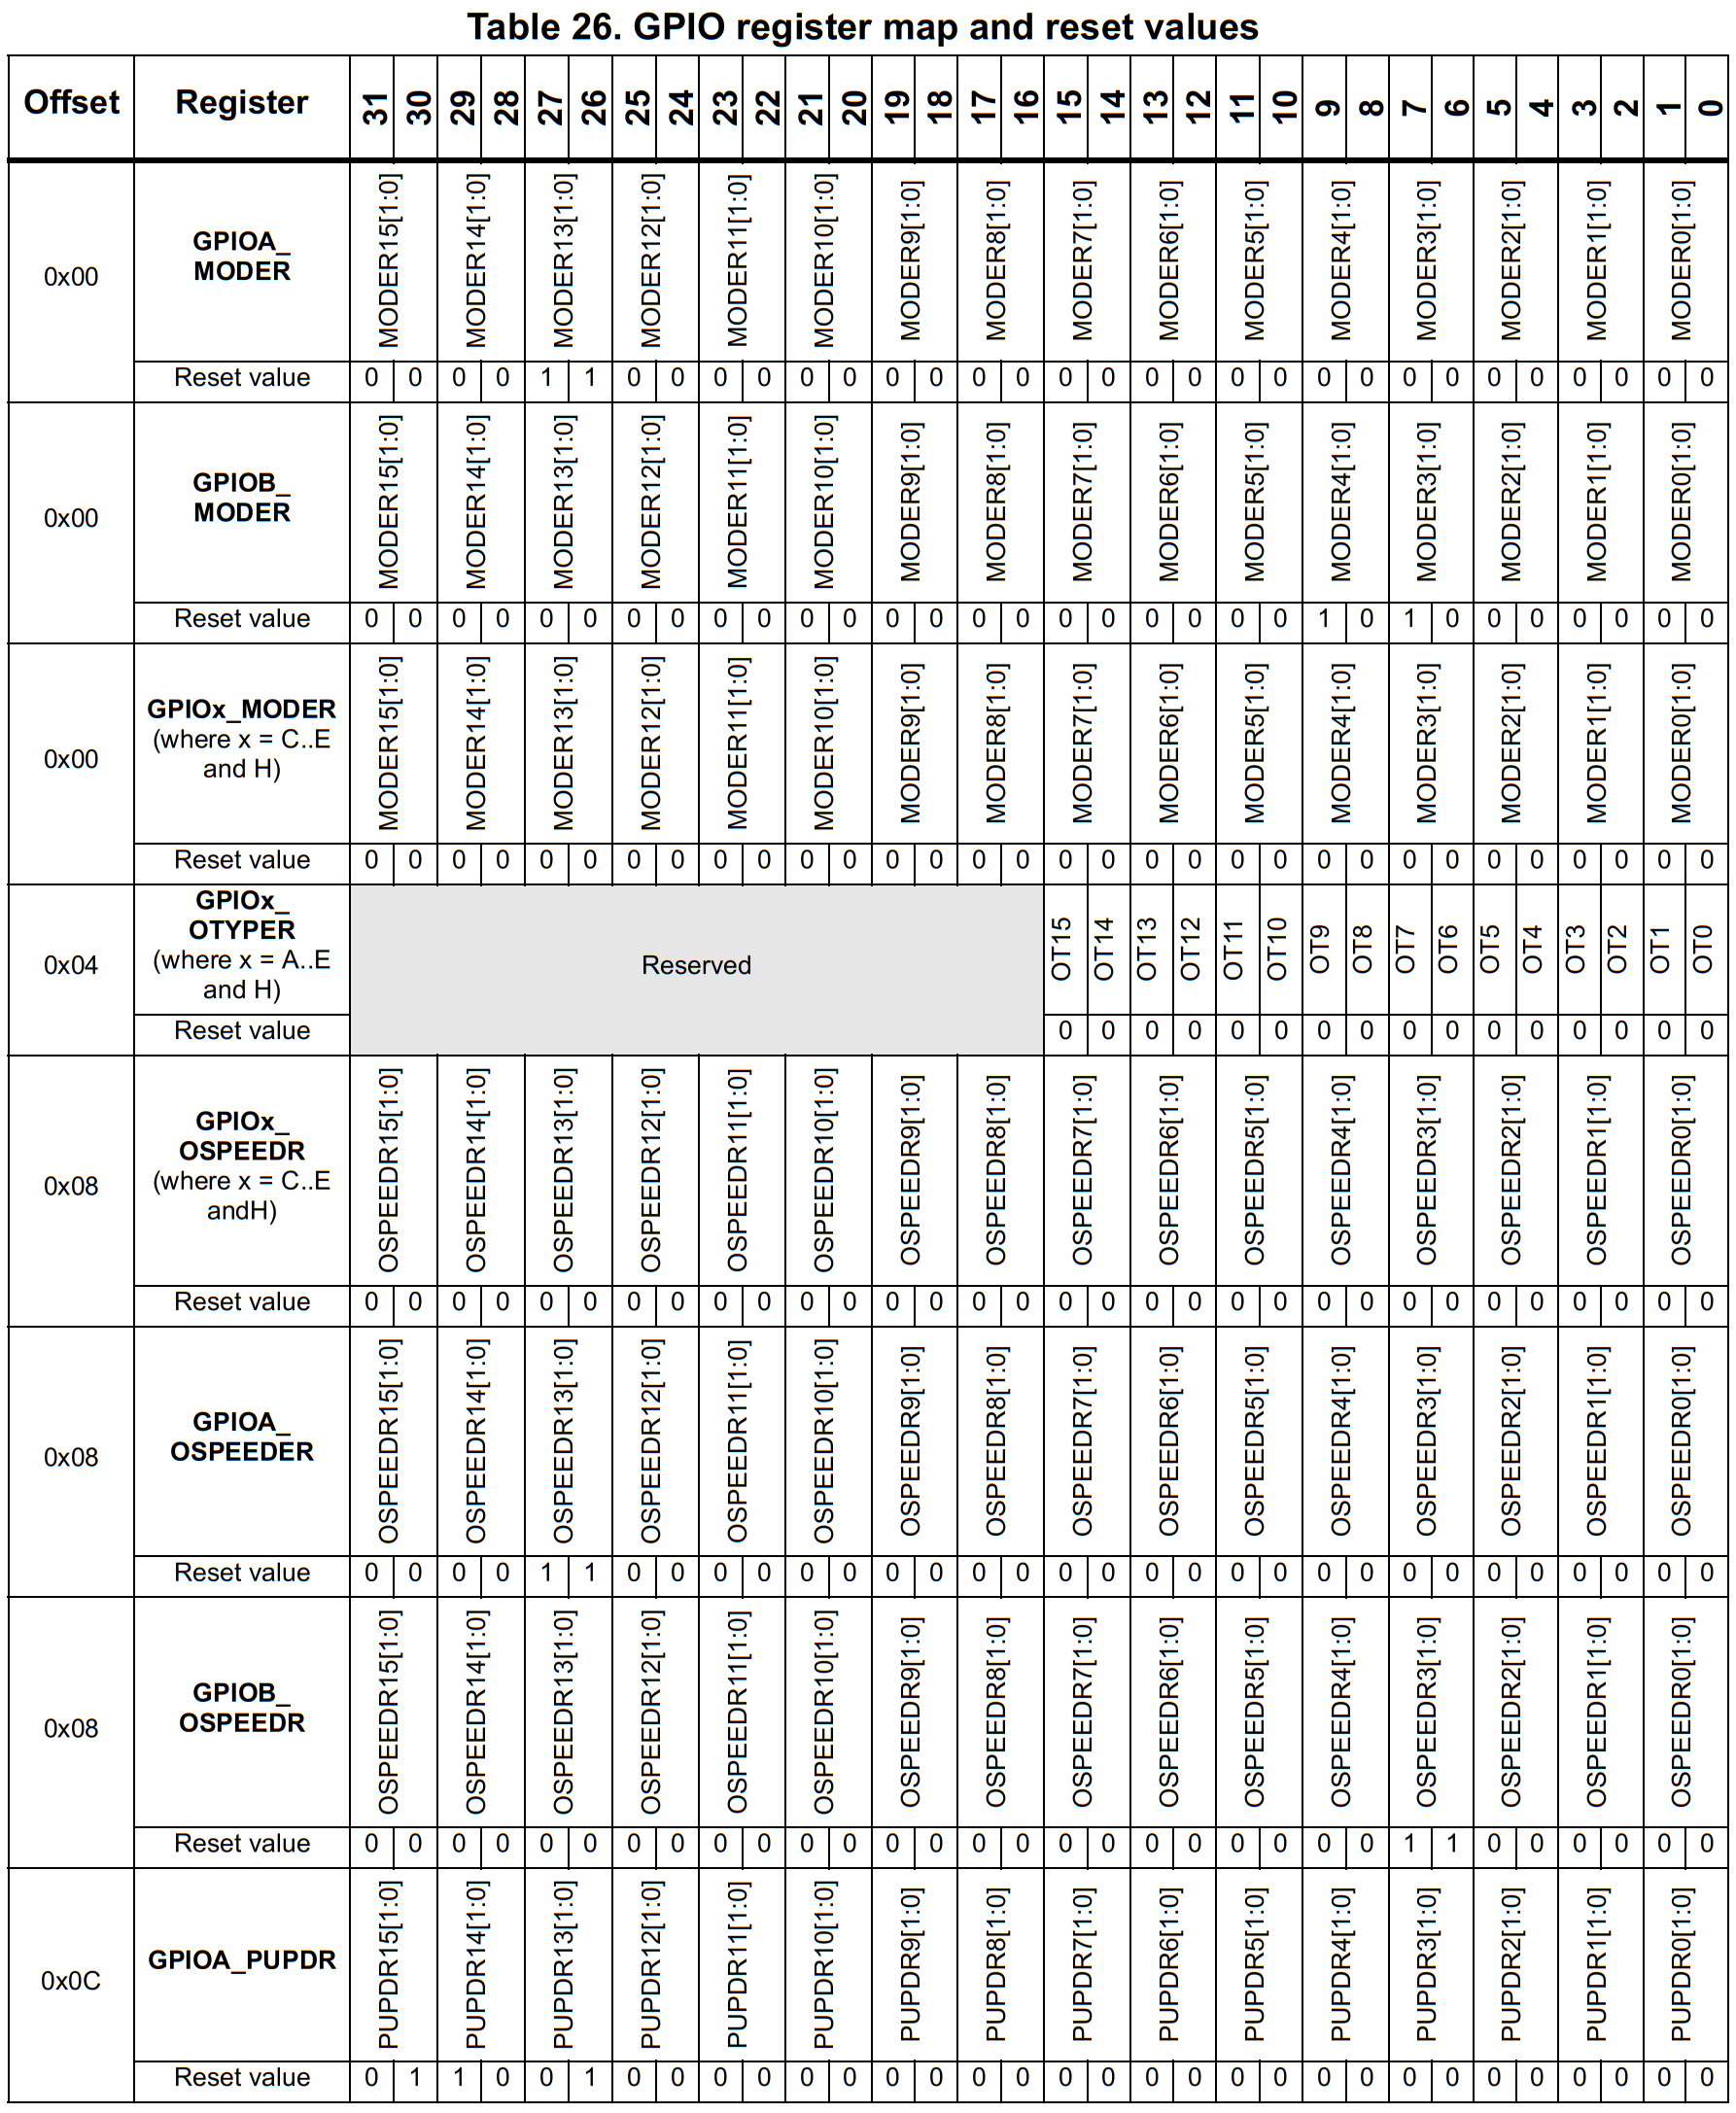 Table 26. GPIO register map and reset values
Offset Register 31 30 29 28 27 26 25 24 23 22 21 20 19 18 17 16 15 14 13 12 11 10 9 8 7 6 5 4 3 2 1 0
0x00 GPIOA_ MODER15[1:0] MODER14[1:0] MODER13[1:0] MODER12[1:0] MODER11[1:0] MODER10[1:0] MODER9[1:0] MODER8[1:0] MODER7[1:0] MODER6[1:0] MODER5[1:0] MODER4[1:0] MODER3[1:0] MODER2[1:0] MODER1[1:0] MODER0[1:0]
MODER
Reset value 0 0 0 0 1 1 0 0 0 0 0 0 0 0 0 0 0 0 0 0 0 0 0 0 0 0 0 0 0 0 0 0
0x00 GPIOB_ MODER15[1:0] MODER14[1:0] MODER13[1:0] MODER12[1:0] MODER11[1:0] MODER10[1:0] MODER9[1:0] MODER8[1:0] MODER7[1:0] MODER6[1:0] MODER5[1:0] MODER4[1:0] MODER3[1:0] MODER2[1:0] MODER1[1:0] MODER0[1:0]
MODER
Reset value 0 0 0 0 0 0 0 0 0 0 0 0 0 0 0 0 0 0 0 0 0 0 1 0 1 0 0 0 0 0 0 0
0x00 GPIOx_MODER MODER15[1:0] MODER14[1:0] MODER13[1:0] MODER12[1:0] MODER11[1:0] MODER10[1:0] MODER9[1:0] MODER8[1:0] MODER7[1:0] MODER6[1:0] MODER5[1:0] MODER4[1:0] MODER3[1:0] MODER2[1:0] MODER1[1:0] MODER0[1:0]
(where x = C..E
and H)
Reset value 0 0 0 0 0 0 0 0 0 0 0 0 0 0 0 0 0 0 0 0 0 0 0 0 0 0 0 0 0 0 0 0
0x04 GPIOx_ Reserved OT15 OT14 OT13 OT12 OT11 OT10 OT9 OT8 OT7 OT6 OT5 OT4 OT3 OT2 OT1 OT0
OTYPER
(where x = A..E
and H)
Reset value 0 0 0 0 0 0 0 0 0 0 0 0 0 0 0 0
0x08 GPIOx_ OSPEEDR15[1:0] OSPEEDR14[1:0] OSPEEDR13[1:0] OSPEEDR12[1:0] OSPEEDR11[1:0] OSPEEDR10[1:0] OSPEEDR9[1:0] OSPEEDR8[1:0] OSPEEDR7[1:0] OSPEEDR6[1:0] OSPEEDR5[1:0] OSPEEDR4[1:0] OSPEEDR3[1:0] OSPEEDR2[1:0] OSPEEDR1[1:0] OSPEEDR0[1:0]
OSPEEDR
(where x = C..E
andH)
Reset value 0 0 0 0 0 0 0 0 0 0 0 0 0 0 0 0 0 0 0 0 0 0 0 0 0 0 0 0 0 0 0 0
0x08 GPIOA_ OSPEEDR15[1:0] OSPEEDR14[1:0] OSPEEDR13[1:0] OSPEEDR12[1:0] OSPEEDR11[1:0] OSPEEDR10[1:0] OSPEEDR9[1:0] OSPEEDR8[1:0] OSPEEDR7[1:0] OSPEEDR6[1:0] OSPEEDR5[1:0] OSPEEDR4[1:0] OSPEEDR3[1:0] OSPEEDR2[1:0] OSPEEDR1[1:0] OSPEEDR0[1:0]
OSPEEDER
Reset value 0 0 0 0 1 1 0 0 0 0 0 0 0 0 0 0 0 0 0 0 0 0 0 0 0 0 0 0 0 0 0 0
0x08 GPIOB_ OSPEEDR15[1:0] OSPEEDR14[1:0] OSPEEDR13[1:0] OSPEEDR12[1:0] OSPEEDR11[1:0] OSPEEDR10[1:0] OSPEEDR9[1:0] OSPEEDR8[1:0] OSPEEDR7[1:0] OSPEEDR6[1:0] OSPEEDR5[1:0] OSPEEDR4[1:0] OSPEEDR3[1:0] OSPEEDR2[1:0] OSPEEDR1[1:0] OSPEEDR0[1:0]
OSPEEDR
Reset value 0 0 0 0 0 0 0 0 0 0 0 0 0 0 0 0 0 0 0 0 0 0 0 0 1 1 0 0 0 0 0 0
0x0C GPIOA_PUPDR PUPDR15[1:0] PUPDR14[1:0] PUPDR13[1:0] PUPDR12[1:0] PUPDR11[1:0] PUPDR10[1:0] PUPDR9[1:0] PUPDR8[1:0] PUPDR7[1:0] PUPDR6[1:0] PUPDR5[1:0] PUPDR4[1:0] PUPDR3[1:0] PUPDR2[1:0] PUPDR1[1:0] PUPDR0[1:0]
Reset value 0 1 1 0 0 1 0 0 0 0 0 0 0 0 0 0 0 0 0 0 0 0 0 0 0 0 0 0 0 0 0 0